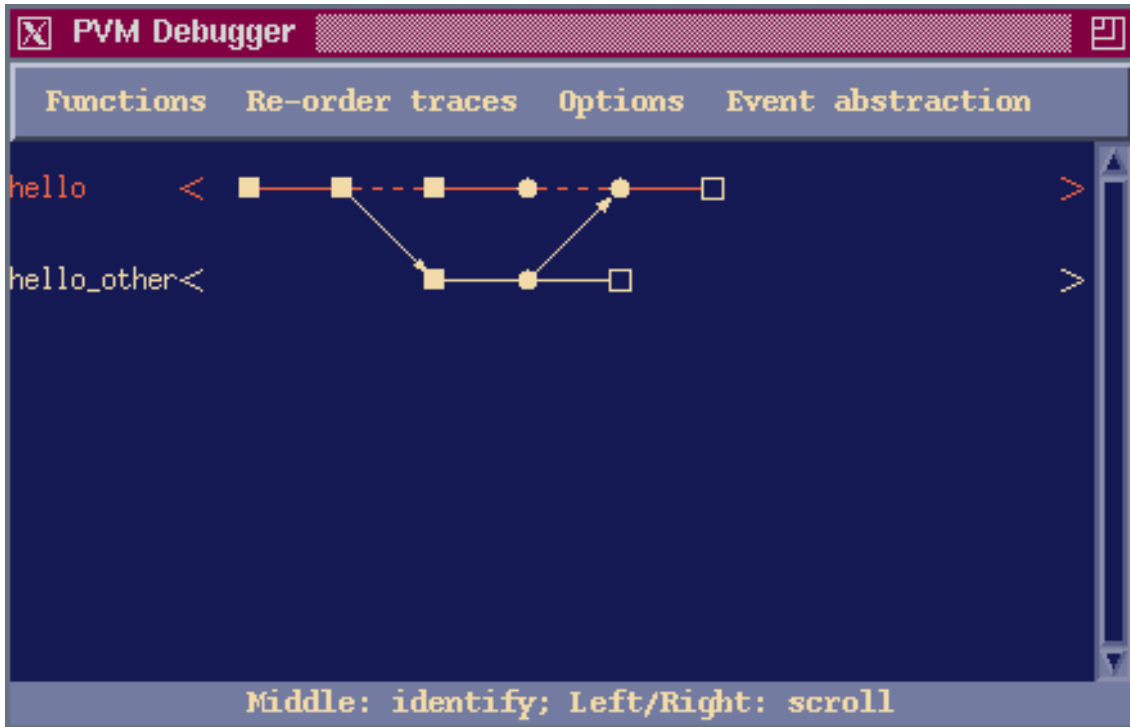 PVM Debugger
Functions Re-order traces Options Event abstraction
hello < >
hello_other< >
Middle: identify; Left/Right: scroll